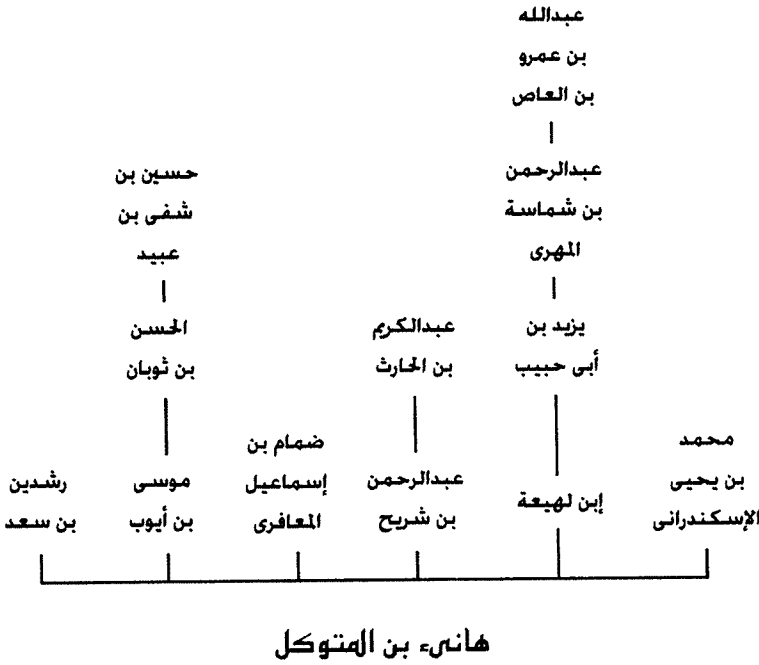 عبدالله
بن عمرو
بن العاص
عبدالرحمن
بن شماسة
المهرى
يزيد بن
أبى حبيب
إبن لهيعة
محمد
بن يحيى
الإسكندرانى
عبدالكريم
بن الحارث
عبدالرحمن
بن شريح
ضمام بن
إسماعيل
المعافرى
حسين بن
شفى بن
عبيد
الحسن
بن ثوبان
موسى
بن أيوب
رشدين
بن سعد
هانىء بن المتوكل